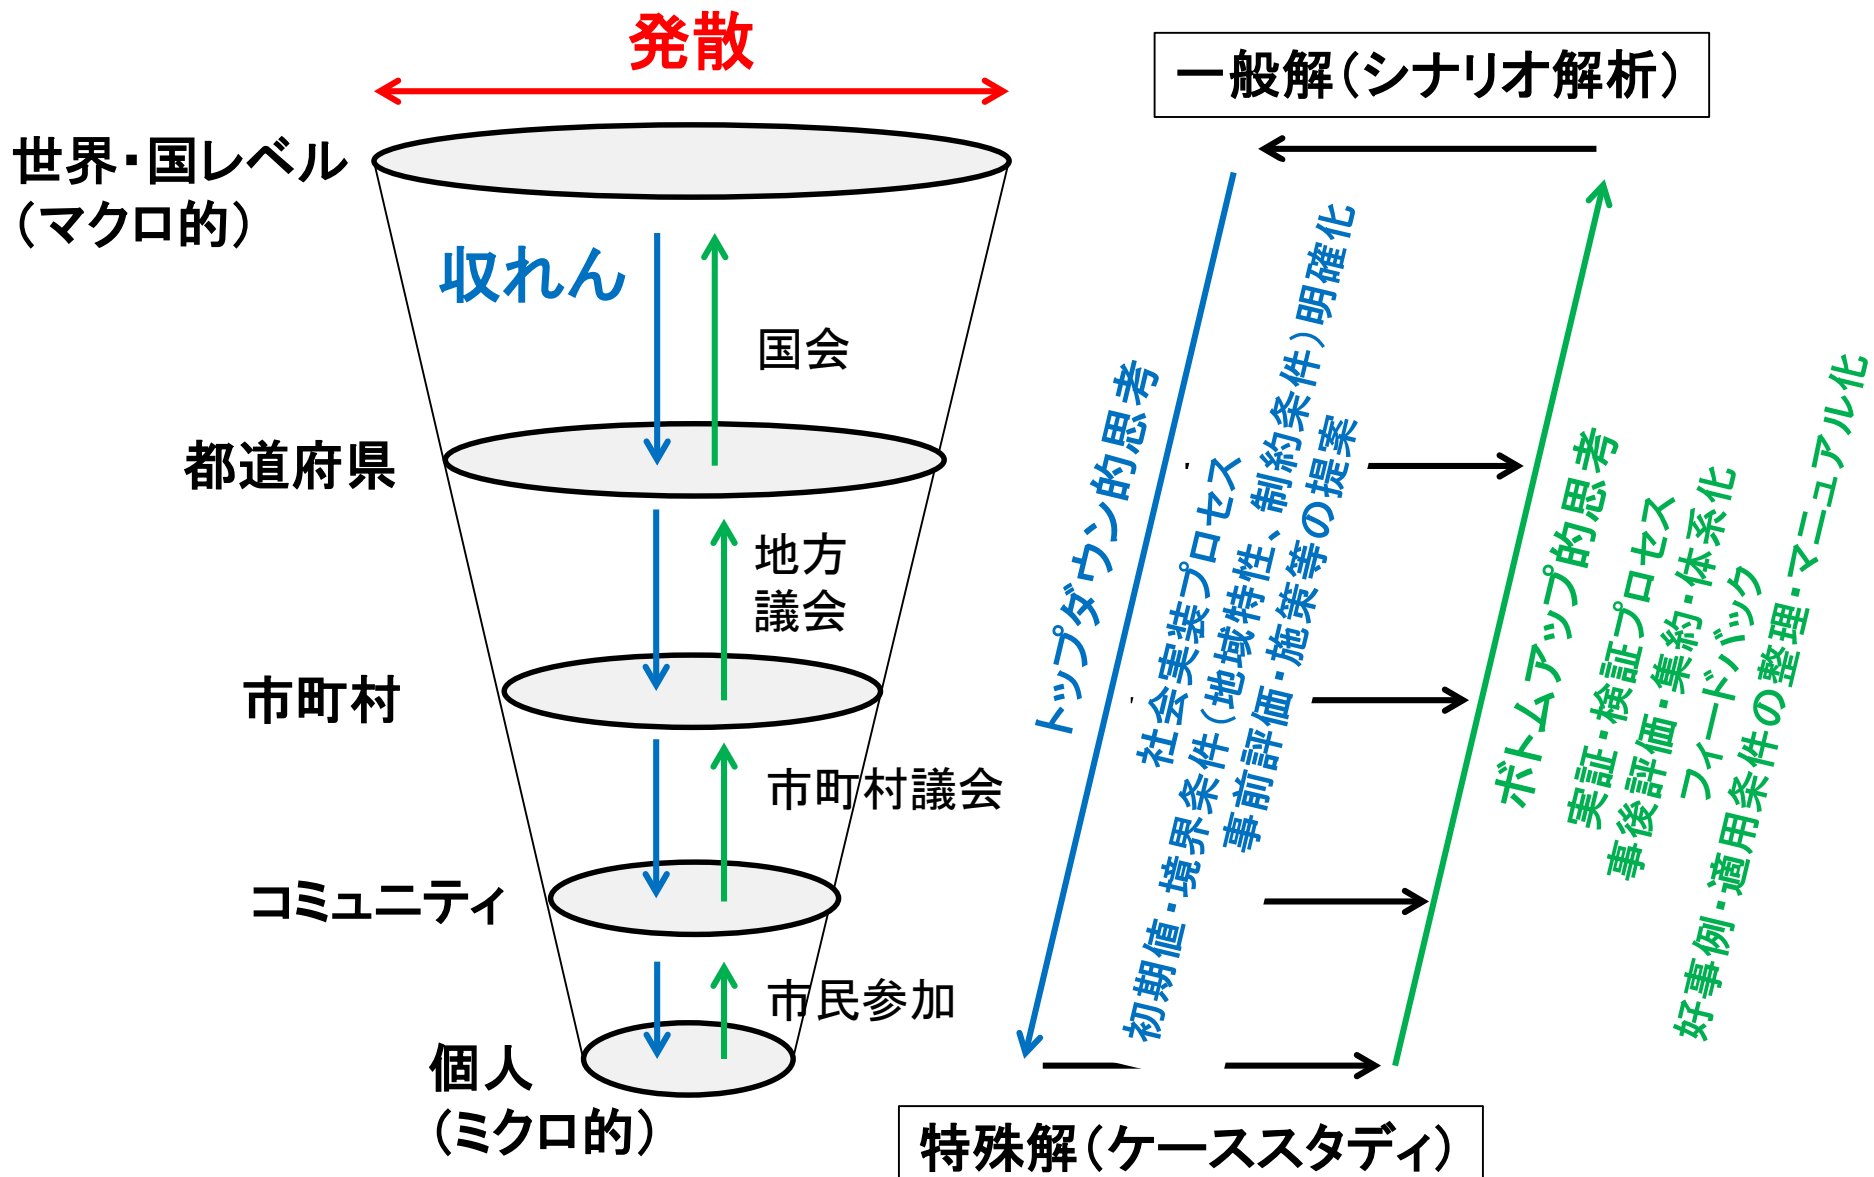 発散
一般解（シナリオ解析）
世界・国レベル
（マクロ的）
収れん
国会
都道府県
地方
議会
市町村
市町村議会
コミュニティ
市民参加
個人
（ミクロ的）
トップダウン的思考
社会実装プロセス
初期値・境界条件（地域特性、制約条件）明確化
事前評価・施策等の提案
ボトムアップ的思考
実証・検証プロセス
事後評価・集約・体系化
フィードバック
好事例・適用条件の整理・マニュアル化
特殊解（ケーススタディ）